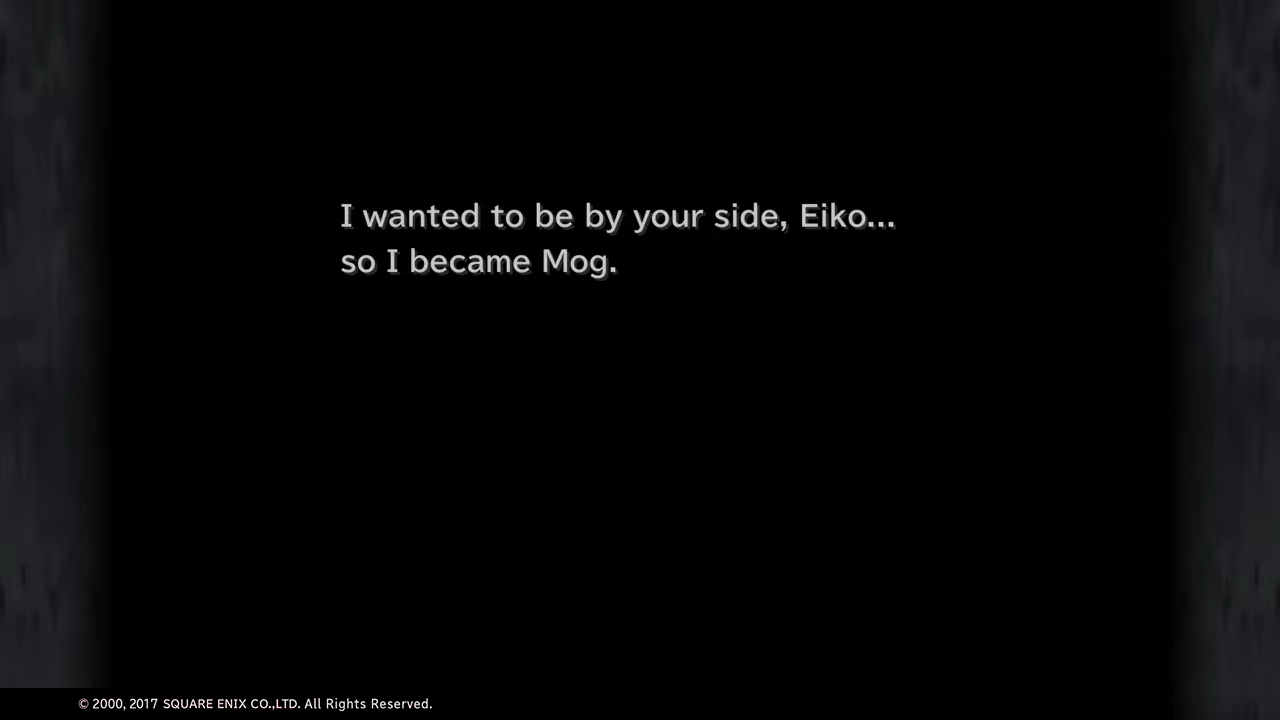 I wanted to be by your side, Eiko...
so I became Mog.
© 2000, 2017 SQUARE ENIX CO.,LTD. All Rights Reserved.